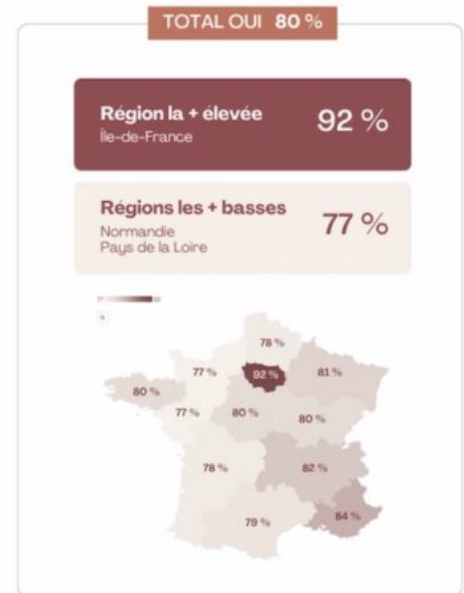 TOTAL OUI 80 %
Région la + élevée
Île-de-France
92 %
Régions les + basses
Normandie
Pays de la Loire
77 %
78 %
77 %
92 %
81 %
80 %
77 %
80 %
80 %
78 %
82 %
79 %
84 %